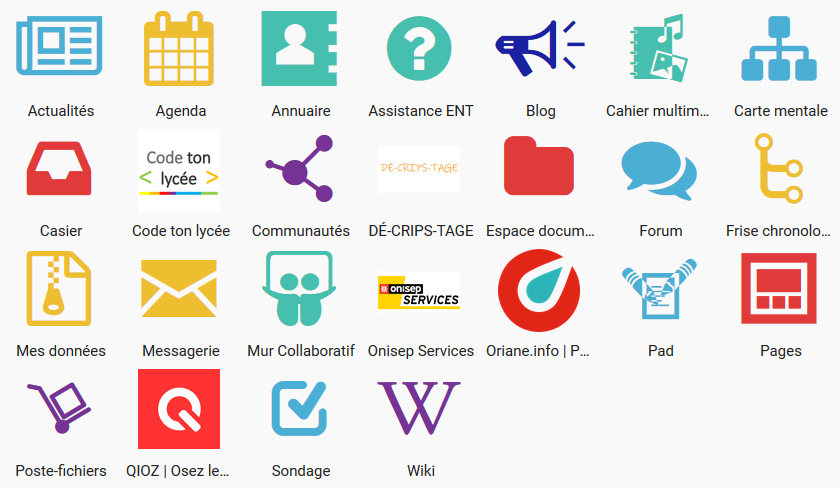 Actualités
Agenda
Annuaire
Assistance ENT
Blog
Cahier multim...
Carte mentale
Code ton
< lycée >
DÉ-CRIPS-TAGE
Casier
Code ton lycée
Communautés
DÉ-CRIPS-TAGE
Espace docum...
Forum
Frise chronolo...
onisep
SERVICES
Mes données
Messagerie
Mur Collaboratif
Onisep Services
Oriane.info | P...
Pad
Pages
W
Poste-fichiers
QIOZ | Osez le...
Sondage
Wiki